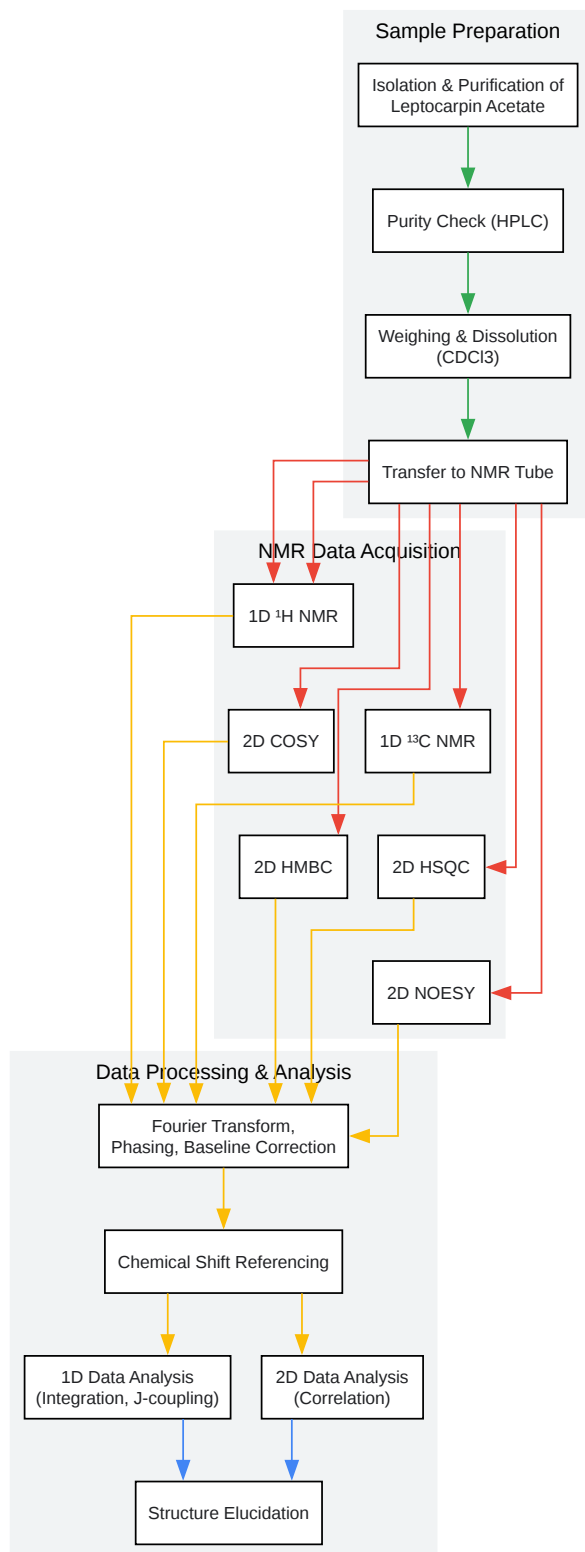 Sample Preparation
Isolation & Purification of
Leptocarpin Acetate
Purity Check (HPLC)
Weighing & Dissolution
(CDCl3)
Transfer to NMR Tube
NMR Data Acquisition
1D ¹H NMR
2D COSY
1D ¹³C NMR
2D HMBC
2D HSQC
2D NOESY
Data Processing & Analysis
Fourier Transform,
Phasing, Baseline Correction
Chemical Shift Referencing
1D Data Analysis
(Integration, J-coupling)
2D Data Analysis
(Correlation)
Structure Elucidation